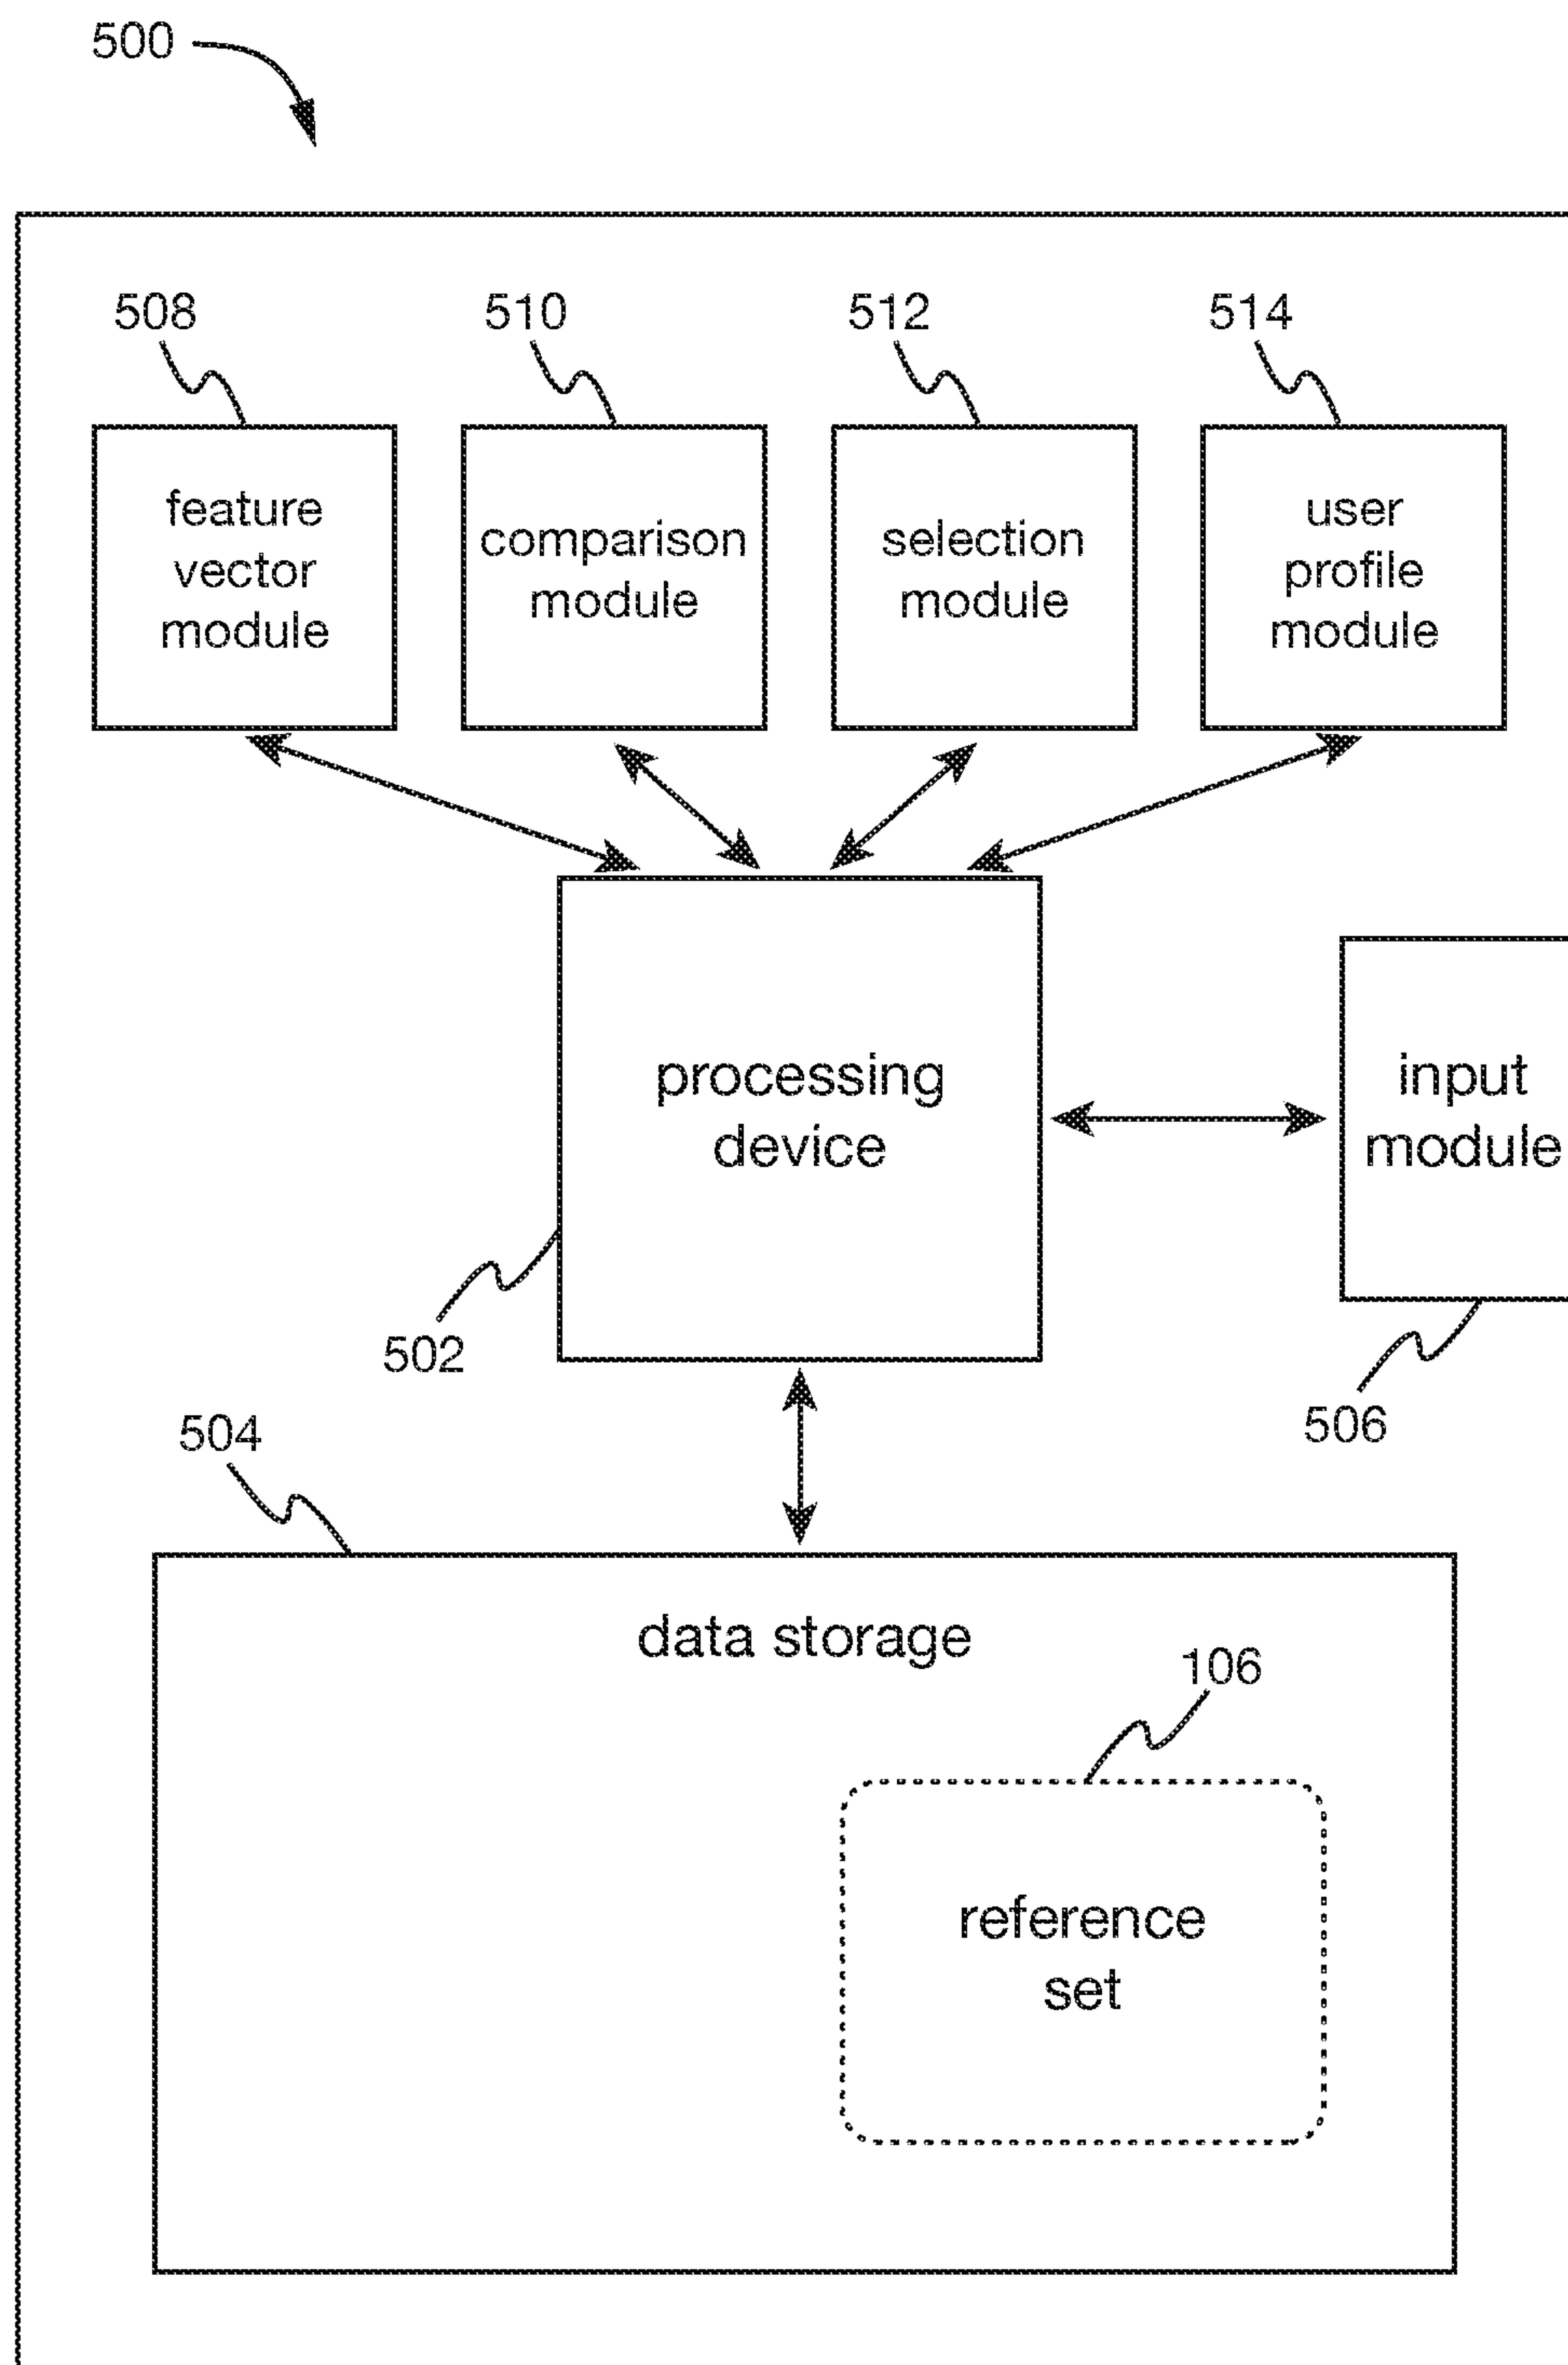 500
508
510
512
514
feature
vector
module
comparison
module
selection
module
user
profile
module
processing
device
input
module
502
506
504
data storage
106
reference
set